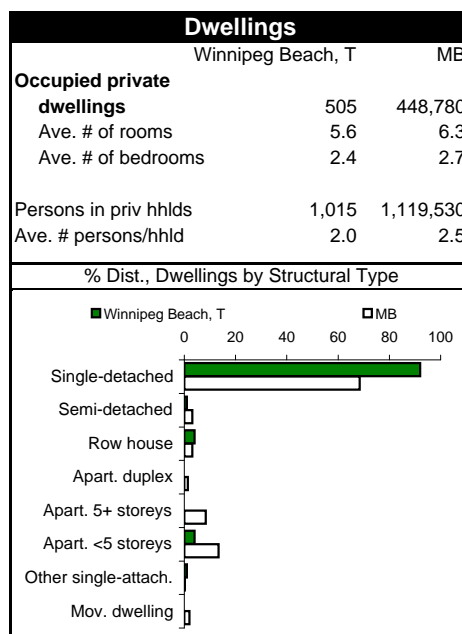 Dwellings
Winnipeg Beach, T MB
Occupied private
dwellings 505 448,780
Ave. # of rooms 5.6 6.3
Ave. # of bedrooms 2.4 2.7
Persons in priv hhlds 1,015 1,119,530
Ave. # persons/hhld 2.0 2.5
% Dist., Dwellings by Structural Type
Winnipeg Beach, T MB
0 20 40 60 80 100
Single-detached
Semi-detached
Row house
Apart. duplex
Apart. 5+ storeys
Apart. <5 storeys
Other single-attach.
Mov. dwelling